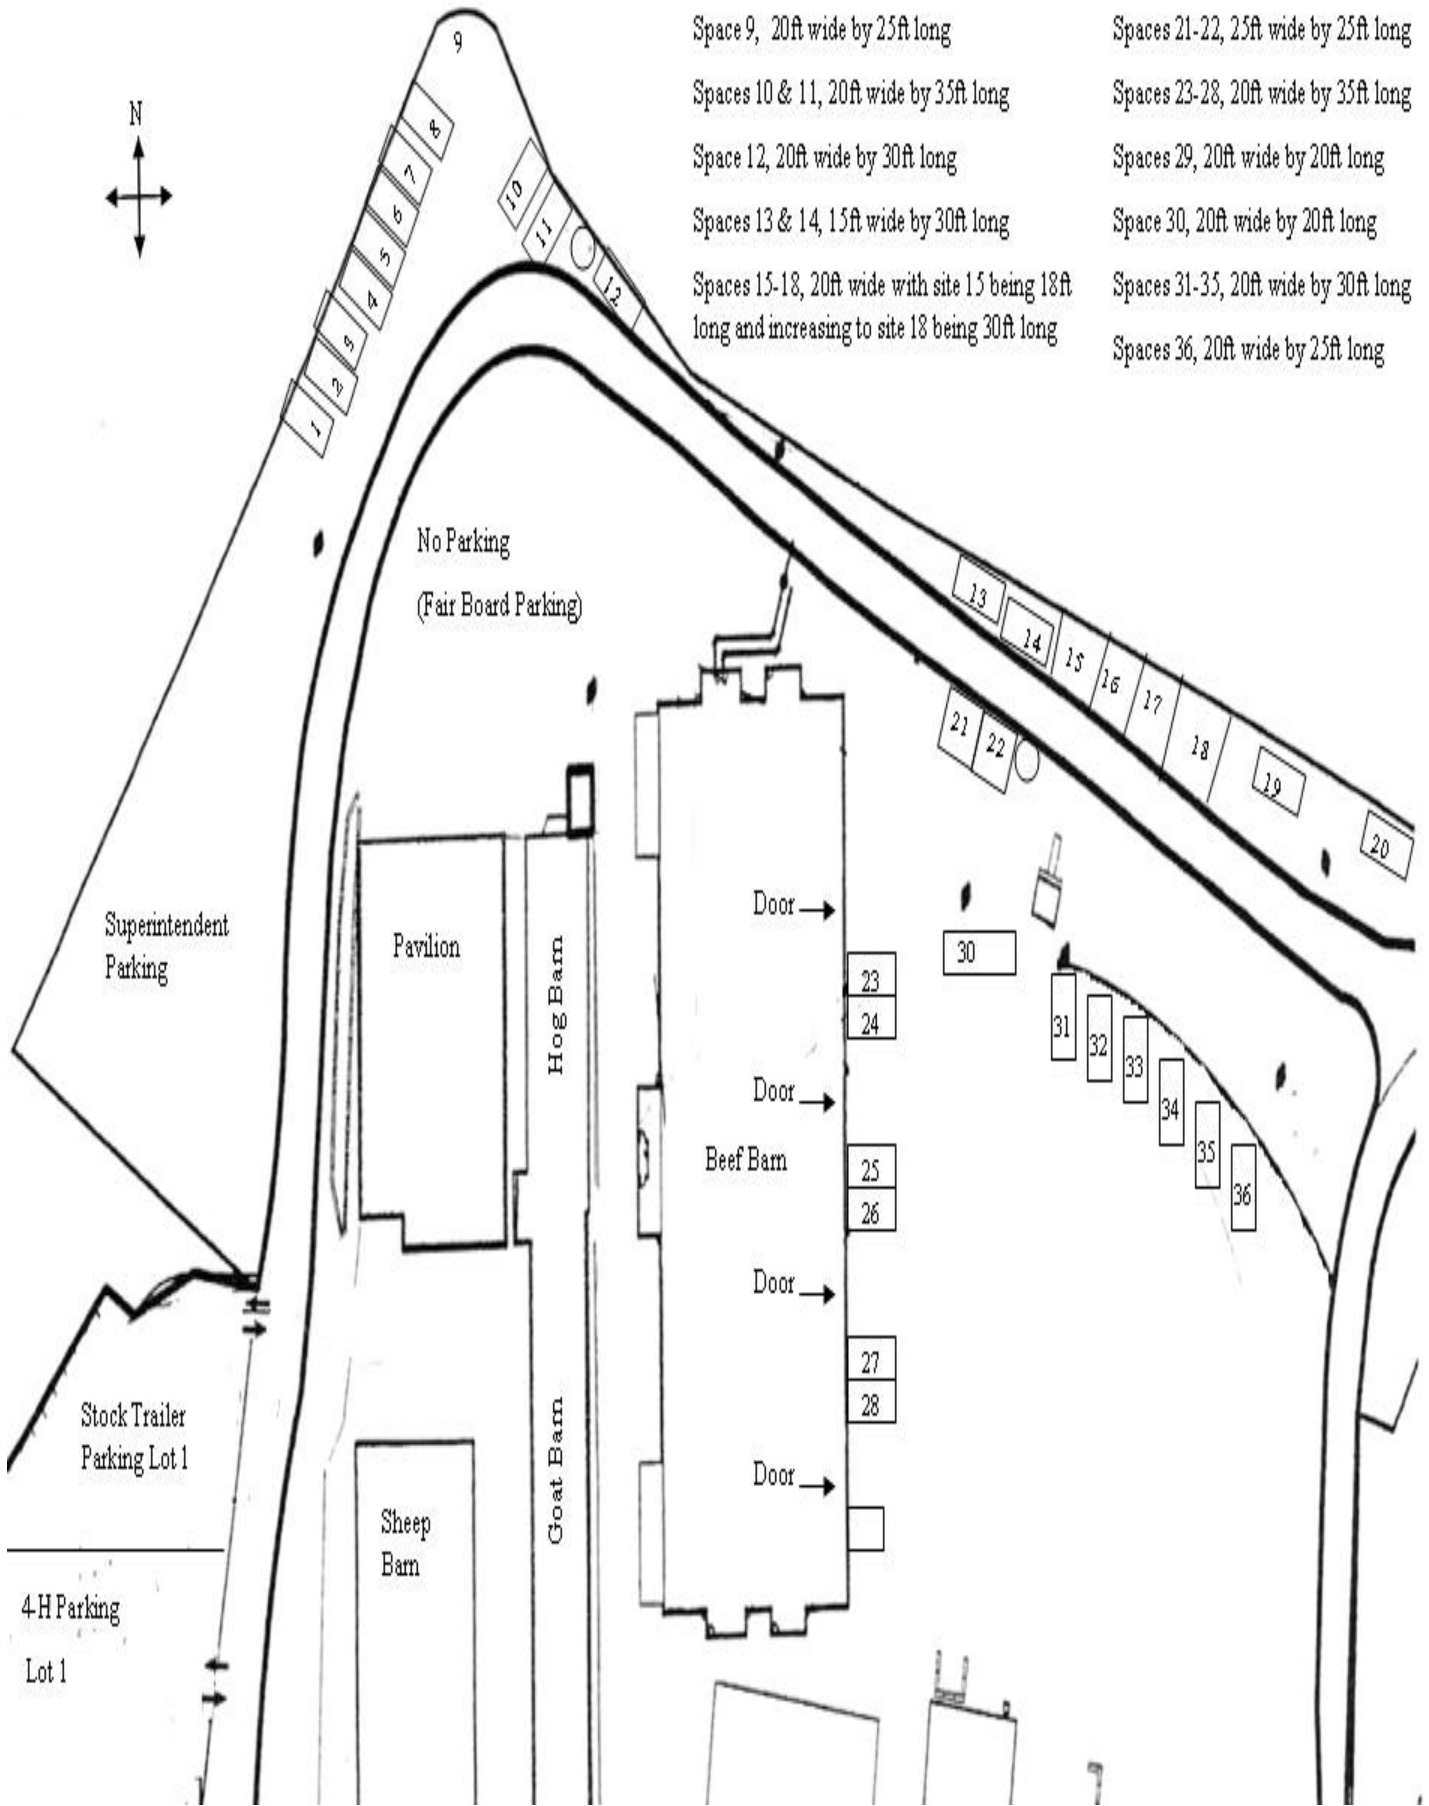 Space 9, 20ft wide by 25ft long
Spaces 10 & 11, 20ft wide by 35ft long
Space 12, 20ft wide by 30ft long
Spaces 13 & 14, 15ft wide by 30ft long
Spaces 15-18, 20ft wide with site 15 being 18ft
long and increasing to site 18 being 30ft long
Spaces 21-22, 25ft wide by 25ft long
Spaces 23-28, 20ft wide by 35ft long
Spaces 29, 20ft wide by 20ft long
Space 30, 20ft wide by 20ft long
Spaces 31-35, 20ft wide by 30ft long
Spaces 36, 20ft wide by 25ft long
N
9
8
7
6
5
4
3
2
1
10
11
12
No Parking
(Fair Board Parking)
13
14
15
16
17
18
19
20
21
22
Superintendent
Parking
Pavilion
Hog Barn
Door
23
24
30
31
32
33
34
35
36
Door
Beef Barn
25
26
Door
27
28
Door
Stock Trailer
Parking Lot 1
Goat Barn
Sheep
Barn
4-H Parking
Lot 1